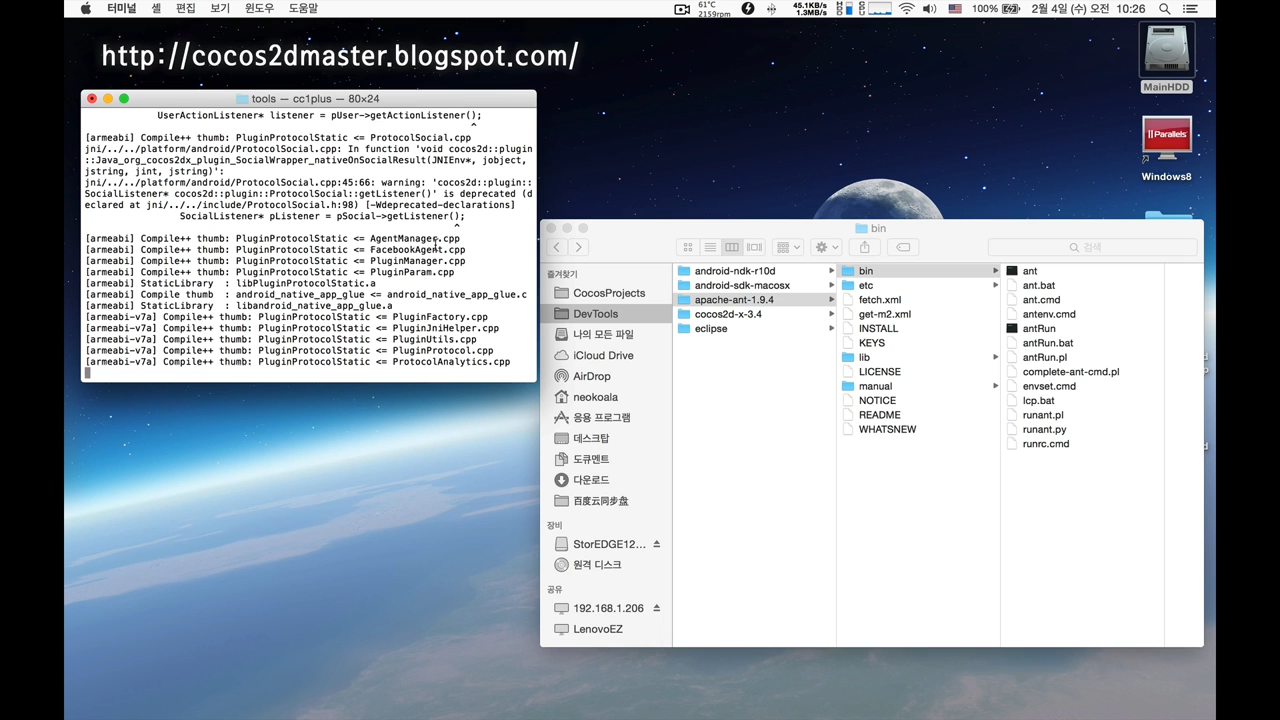 터미널 셸 편집 보기 윈도우 도움말
61°C
2159rpm
45.1KB/s
1.3MB/s
100%
2월 4일 (수) 오전 10:26
http://cocos2dmaster.blogspot.com/
MainHDD
Parallels
Windows8
tools — cc1plus — 80×24
UserActionListener* listener = pUser->getActionListener();
^
[armeabi] Compile++ thumb: PluginProtocolStatic <= ProtocolSocial.cpp
jni/../../platform/android/ProtocolSocial.cpp: In function 'void cocos2d::plugin
::Java_org_cocos2dx_plugin_SocialWrapper_nativeOnSocialResult(JNIEnv*, jobject,
jstring, jint, jstring)':
jni/../../platform/android/ProtocolSocial.cpp:45:66: warning: 'cocos2d::plugin::
SocialListener* cocos2d::plugin::ProtocolSocial::getListener()' is deprecated (d
eclared at jni/../../include/ProtocolSocial.h:98) [-Wdeprecated-declarations]
SocialListener* pListener = pSocial->getListener();
^
[armeabi] Compile++ thumb: PluginProtocolStatic <= AgentManager.cpp
[armeabi] Compile++ thumb: PluginProtocolStatic <= FacebookAgent.cpp
[armeabi] Compile++ thumb: PluginProtocolStatic <= PluginManager.cpp
[armeabi] Compile++ thumb: PluginProtocolStatic <= PluginParam.cpp
[armeabi] StaticLibrary  : libPluginProtocolStatic.a
[armeabi] Compile thumb  : android_native_app_glue <= android_native_app_glue.c
[armeabi] StaticLibrary  : libandroid_native_app_glue.a
[armeabi-v7a] Compile++ thumb: PluginProtocolStatic <= PluginFactory.cpp
[armeabi-v7a] Compile++ thumb: PluginProtocolStatic <= PluginJniHelper.cpp
[armeabi-v7a] Compile++ thumb: PluginProtocolStatic <= PluginUtils.cpp
[armeabi-v7a] Compile++ thumb: PluginProtocolStatic <= PluginProtocol.cpp
[armeabi-v7a] Compile++ thumb: PluginProtocolStatic <= ProtocolAnalytics.cpp
bin
검색
즐겨찾기
CocosProjects
DevTools
나의 모든 파일
iCloud Drive
AirDrop
neokoala
응용 프로그램
데스크탑
도큐멘트
다운로드
百度云同步盘
장비
StorEDGE12...
원격 디스크
공유
192.168.1.206
LenovoEZ
android-ndk-r10d
android-sdk-macosx
apache-ant-1.9.4
cocos2d-x-3.4
eclipse
bin
etc
fetch.xml
get-m2.xml
INSTALL
KEYS
lib
LICENSE
manual
NOTICE
README
WHATSNEW
ant
ant.bat
ant.cmd
antenv.cmd
antRun
antRun.bat
antRun.pl
complete-ant-cmd.pl
envset.cmd
lcp.bat
runant.pl
runant.py
runrc.cmd